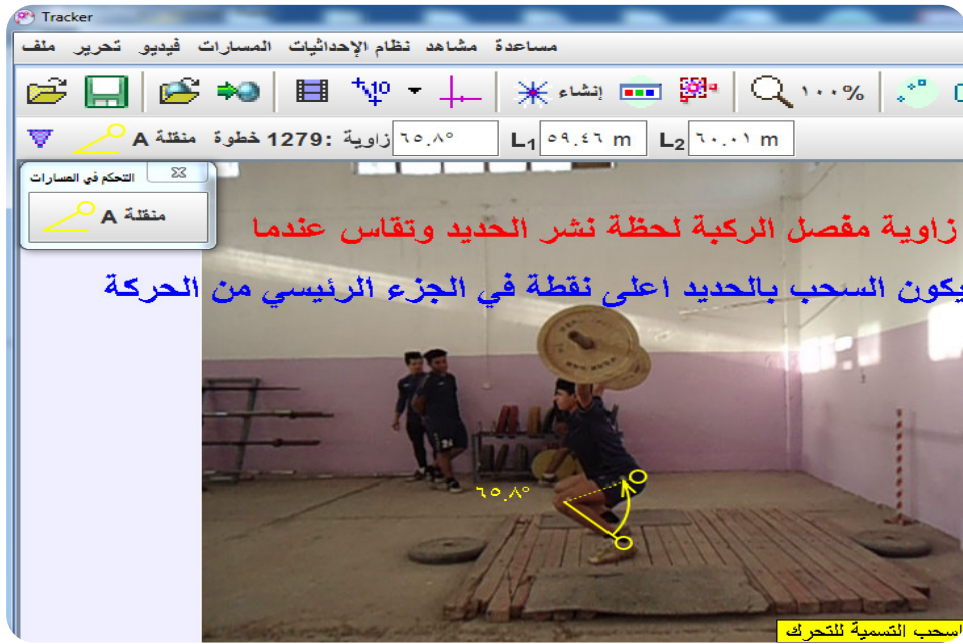 Tracker
ملف تحرير فيديو المسارات نظام الإحداثيات مشاهد مساعدة
إنشاء ١٠٠%
منقلة A خطوة 1279: زاوية ٦٥.٨° L1 ٥٩.٤٦ m L2 ٦٠.٠١ m
التحكم في المسارات
منقلة A
زاوية مفصل الركبة لحظة نشر الحديد وتقاس عندما
يكون السحب بالحديد اعلى نقطة في الجزء الرئيسي من الحركة
٦٥.٨°
اسحب التسمية للتحرك